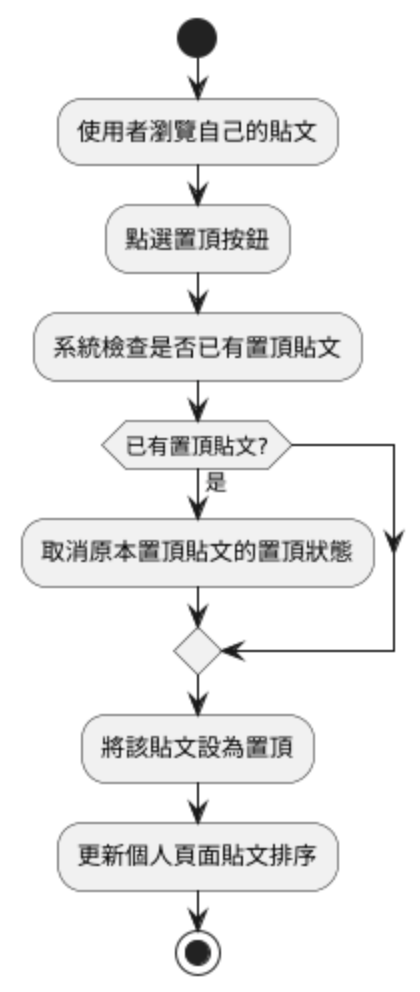 使用者瀏覽自己的貼文
點選置頂按鈕
系統檢查是否已有置頂貼文
已有置頂貼文?
是
取消原本置頂貼文的置頂狀態
將該貼文設為置頂
更新個人頁面貼文排序